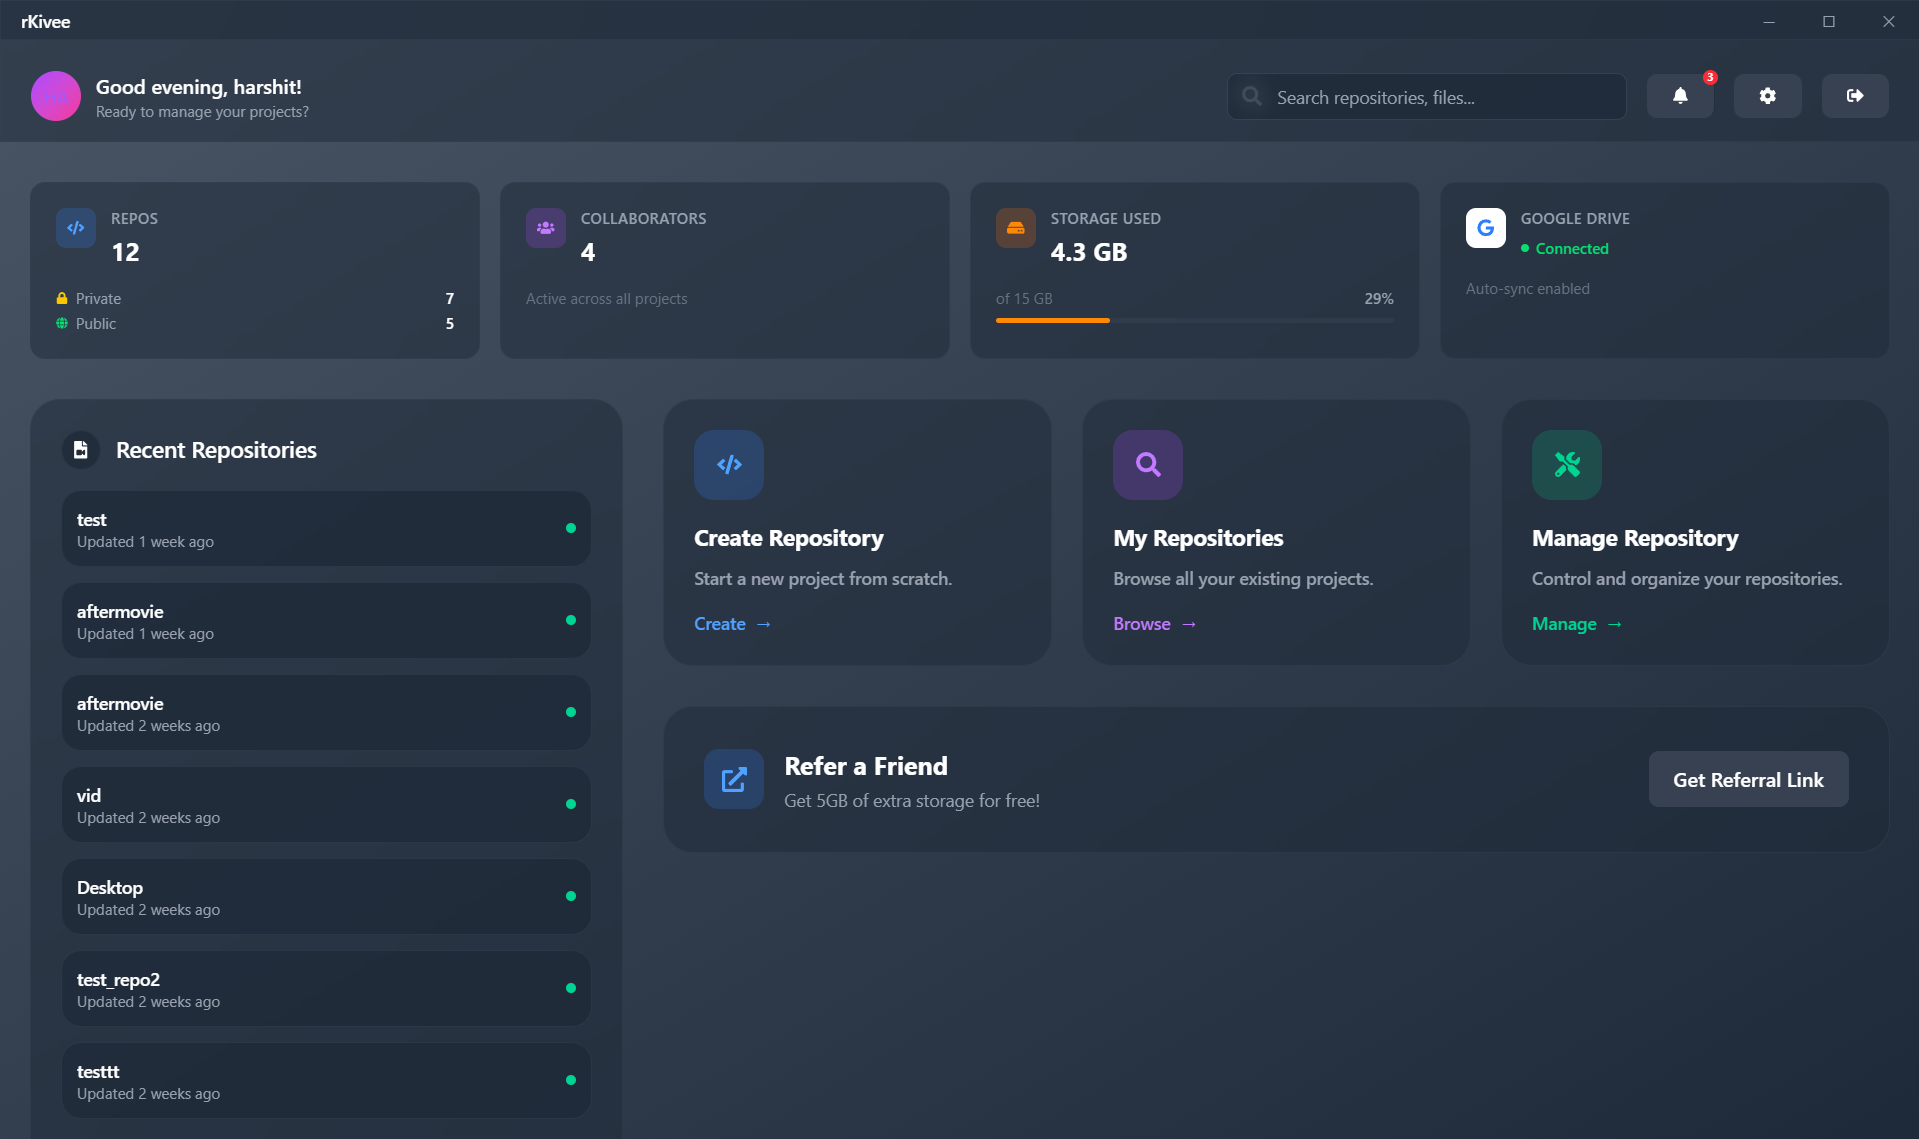 rKivee
Good evening, harshit!
Ready to manage your projects?
Search repositories, files...
3
REPOS
12
Private 7
Public 5
COLLABORATORS
4
Active across all projects
STORAGE USED
4.3 GB
of 15 GB 29%
GOOGLE DRIVE
Connected
Auto-sync enabled
Recent Repositories
test
Updated 1 week ago
aftermovie
Updated 1 week ago
aftermovie
Updated 2 weeks ago
vid
Updated 2 weeks ago
Desktop
Updated 2 weeks ago
test_repo2
Updated 2 weeks ago
testtt
Updated 2 weeks ago
Create Repository
Start a new project from scratch.
Create →
My Repositories
Browse all your existing projects.
Browse →
Manage Repository
Control and organize your repositories.
Manage →
Refer a Friend
Get 5GB of extra storage for free!
Get Referral Link